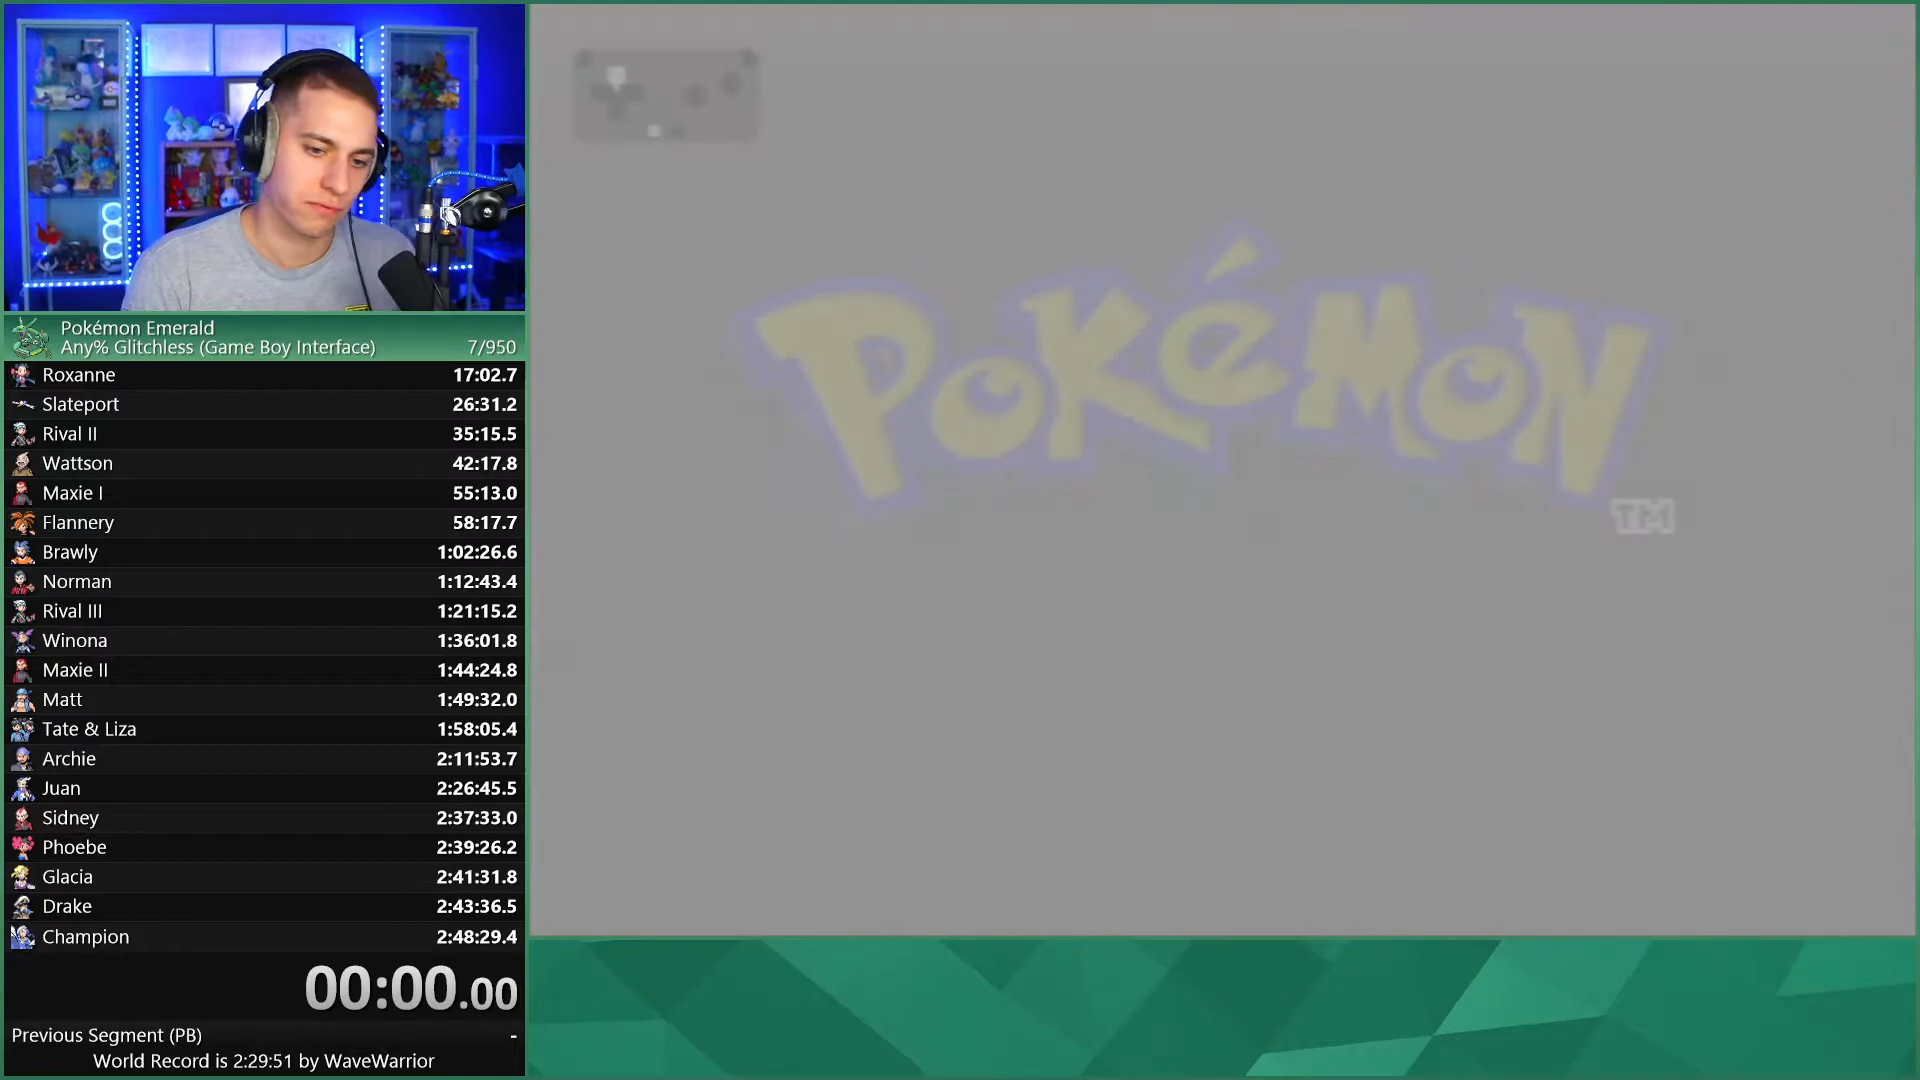 Pokémon Emerald
Any% Glitchless (Game Boy Interface) 7/950
Roxanne 17:02.7
Slateport 26:31.2
Rival II 35:15.5
Wattson 42:17.8
Maxie I 55:13.0
Flannery 58:17.7
Brawly 1:02:26.6
Norman 1:12:43.4
Rival III 1:21:15.2
Winona 1:36:01.8
Maxie II 1:44:24.8
Matt 1:49:32.0
Tate & Liza 1:58:05.4
Archie 2:11:53.7
Juan 2:26:45.5
Sidney 2:37:33.0
Phoebe 2:39:26.2
Glacia 2:41:31.8
Drake 2:43:36.5
Champion 2:48:29.4
00:00.00
Previous Segment (PB) -
World Record is 2:29:51 by WaveWarrior
POKéMON
TM